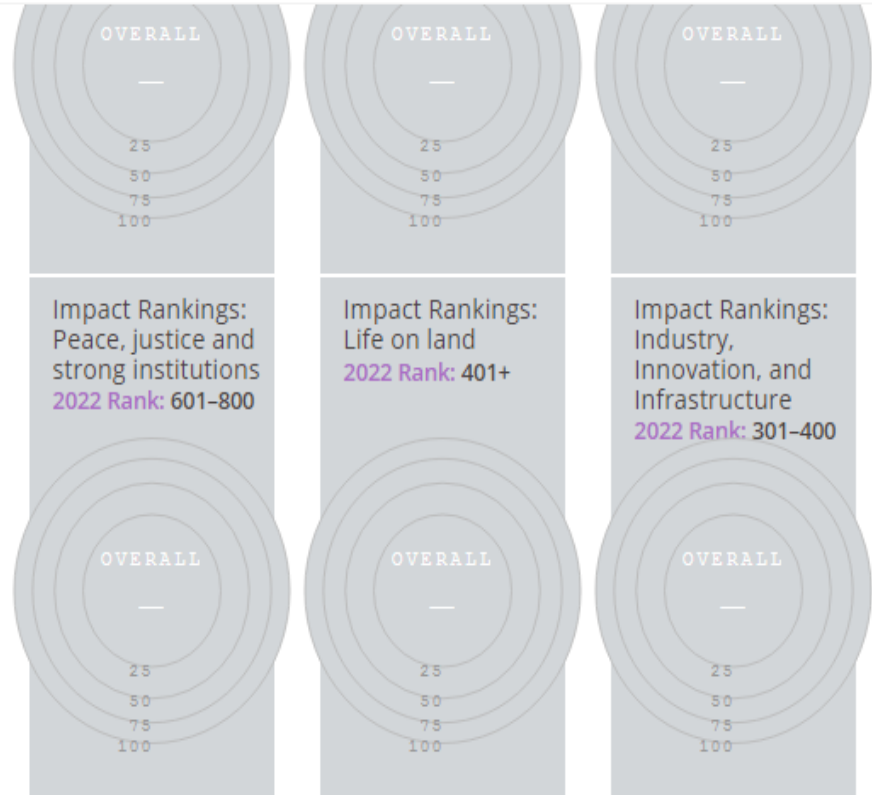 OVERALL
—
25
50
75
100
OVERALL
—
25
50
75
100
OVERALL
—
25
50
75
100
Impact Rankings:
Peace, justice and
strong institutions
2022 Rank: 601–800
OVERALL
—
25
50
75
100
Impact Rankings:
Life on land
2022 Rank: 401+
OVERALL
—
25
50
75
100
Impact Rankings:
Industry,
Innovation, and
Infrastructure
2022 Rank: 301–400
OVERALL
—
25
50
75
100